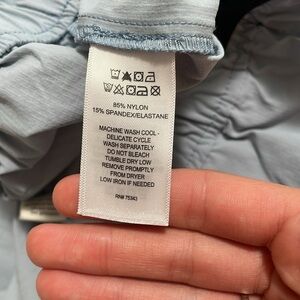 85% NYLON
15% SPANDEX/ELASTANE
MACHINE WASH COOL -
DELICATE CYCLE
WASH SEPARATELY
DO NOT BLEACH
TUMBLE DRY LOW
REMOVE PROMPTLY
FROM DRYER
LOW IRON IF NEEDED
RN# 75343